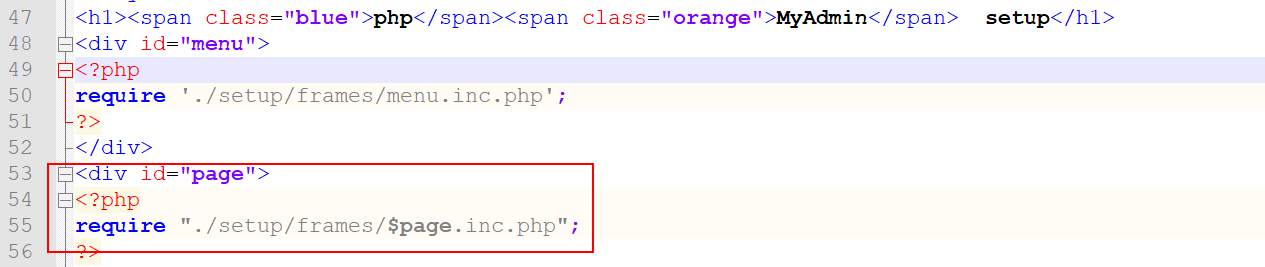 47 <h1><span class="blue">php</span><span class="orange">MyAdmin</span>  setup</h1>
48 <div id="menu">
49 <?php
50 require './setup/frames/menu.inc.php';
51 ?>
52 </div>
53 <div id="page">
54 <?php
55 require "./setup/frames/$page.inc.php";
56 ?>